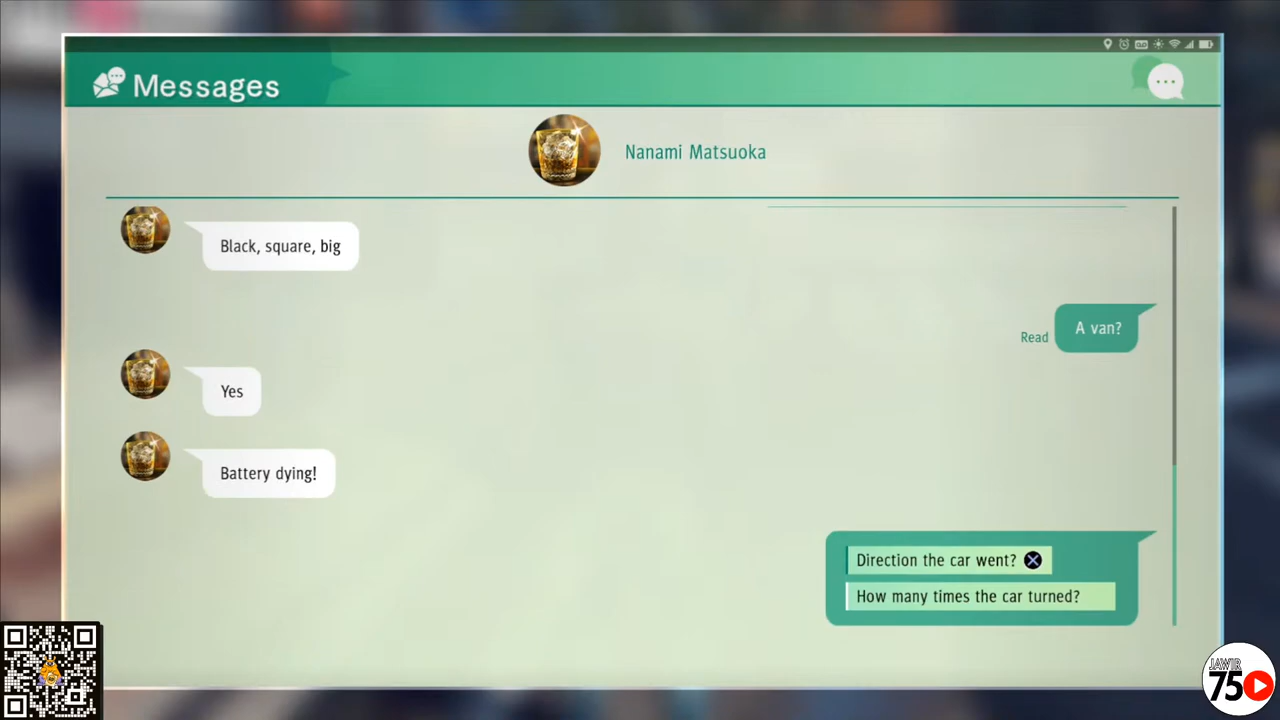 Messages
Nanami Matsuoka
Black, square, big
A van?
Read
Yes
Battery dying!
Direction the car went?
How many times the car turned?
JAWIR
75